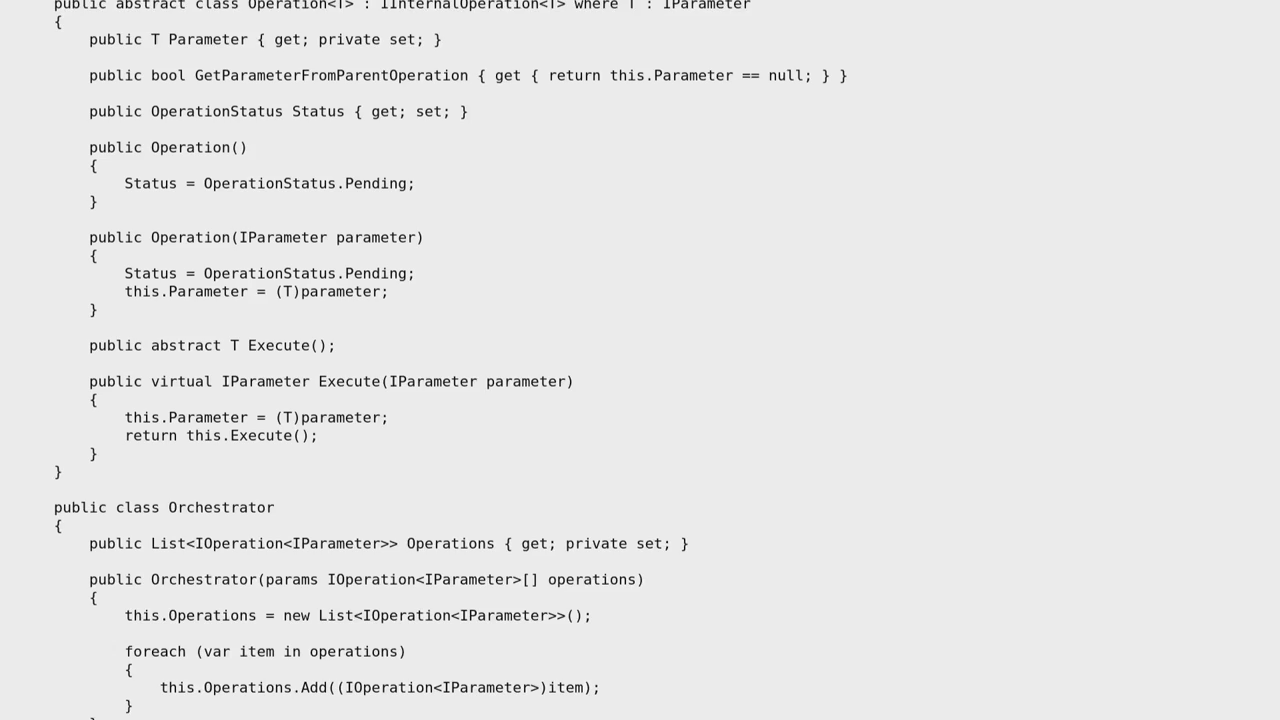 public abstract class Operation<T> : IInternalOperation<T> where T : IParameter
{
public T Parameter { get; private set; }
public bool GetParameterFromParentOperation { get { return this.Parameter == null; } }
public OperationStatus Status { get; set; }
public Operation()
{
Status = OperationStatus.Pending;
}
public Operation(IParameter parameter)
{
Status = OperationStatus.Pending;
this.Parameter = (T)parameter;
}
public abstract T Execute();
public virtual IParameter Execute(IParameter parameter)
{
this.Parameter = (T)parameter;
return this.Execute();
}
}
public class Orchestrator
{
public List<IOperation<IParameter>> Operations { get; private set; }
public Orchestrator(params IOperation<IParameter>[] operations)
{
this.Operations = new List<IOperation<IParameter>>();
foreach (var item in operations)
{
this.Operations.Add((IOperation<IParameter>)item);
}